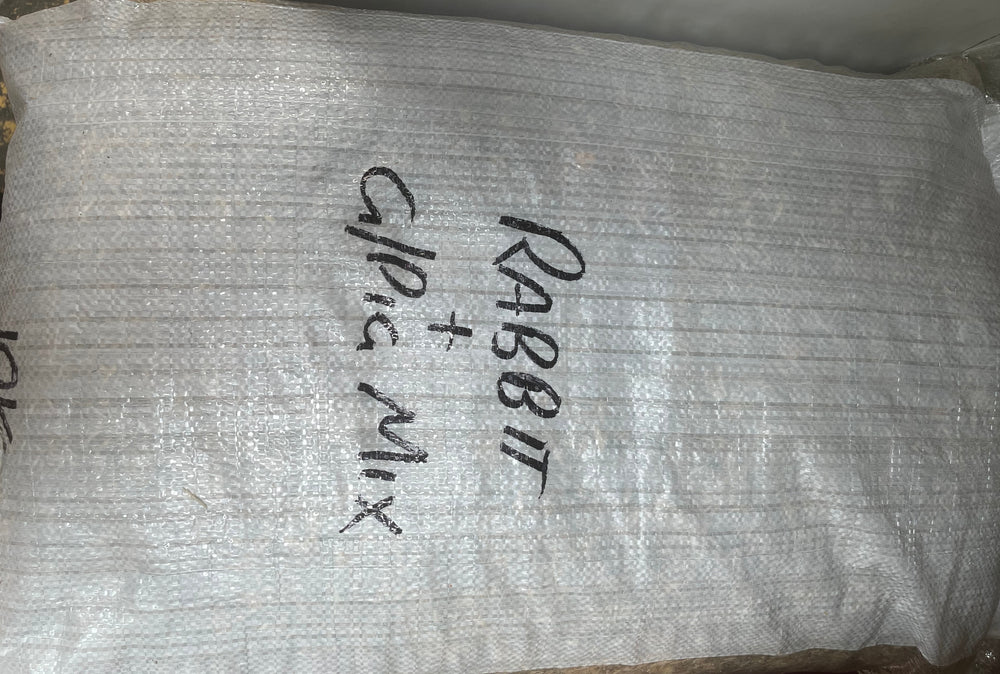 RABBIT
+
G/PIG MIX